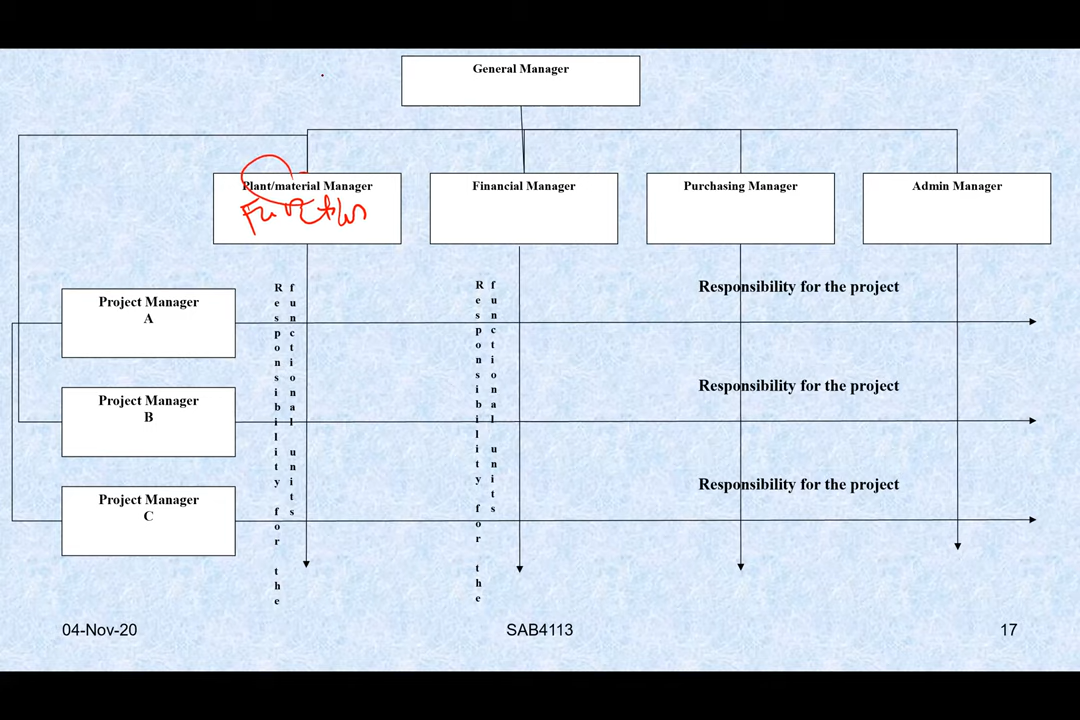 General Manager
Plant/material Manager
Financial Manager
Purchasing Manager
Admin Manager
Function
Project Manager
A
Project Manager
B
Project Manager
C
Responsibility for the
functional units
Responsibility for the
functional units
Responsibility for the project
Responsibility for the project
Responsibility for the project
04-Nov-20
SAB4113
17